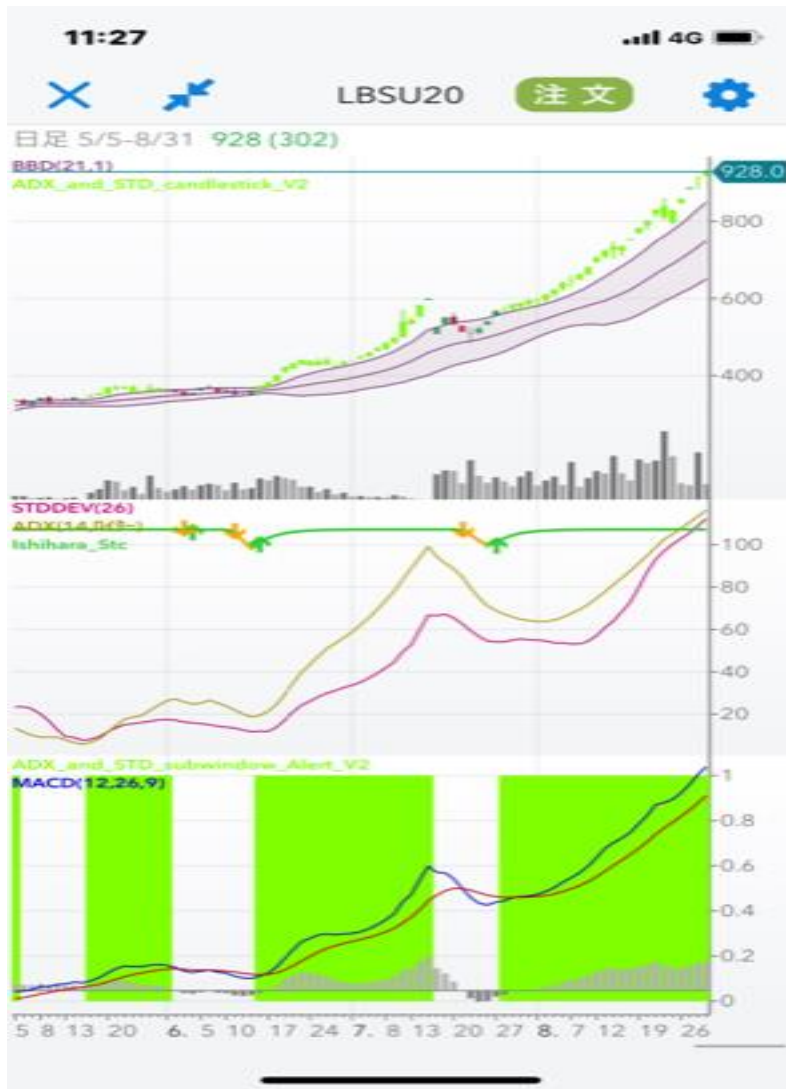 11:27 4G
LBSU20 注文
日足 5/5-8/31 928 (302)
BBD(21,1)
928.0
ADX_and_STD_candlestick_V2
800
600
400
STDDEV(26)
Ishihara_Stc
100
80
60
40
20
ADX_and_STD_subwindow_Alert_V2
MACD(12,26,9)
1
0.8
0.6
0.4
0.2
0
5 8 13 20 6. 5 10 17 24 7. 8 13 20 27 8. 7 12 19 26